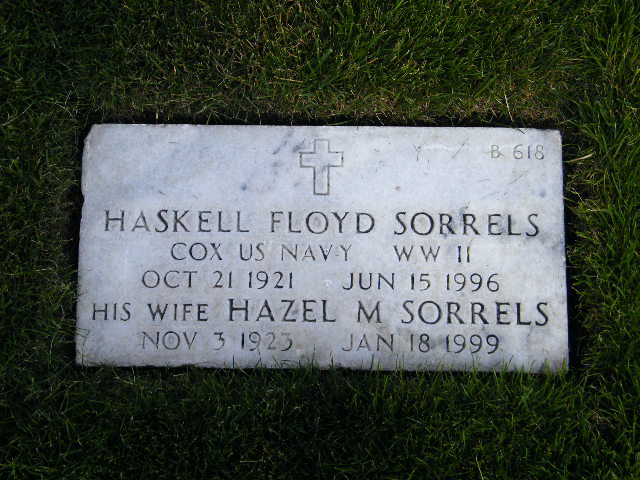 B 618
HASKELL FLOYD SORRELS
COX US NAVY WW II
OCT 21 1921 JUN 15 1996
HIS WIFE HAZEL M SORRELS
NOV 3 1923 JAN 18 1999